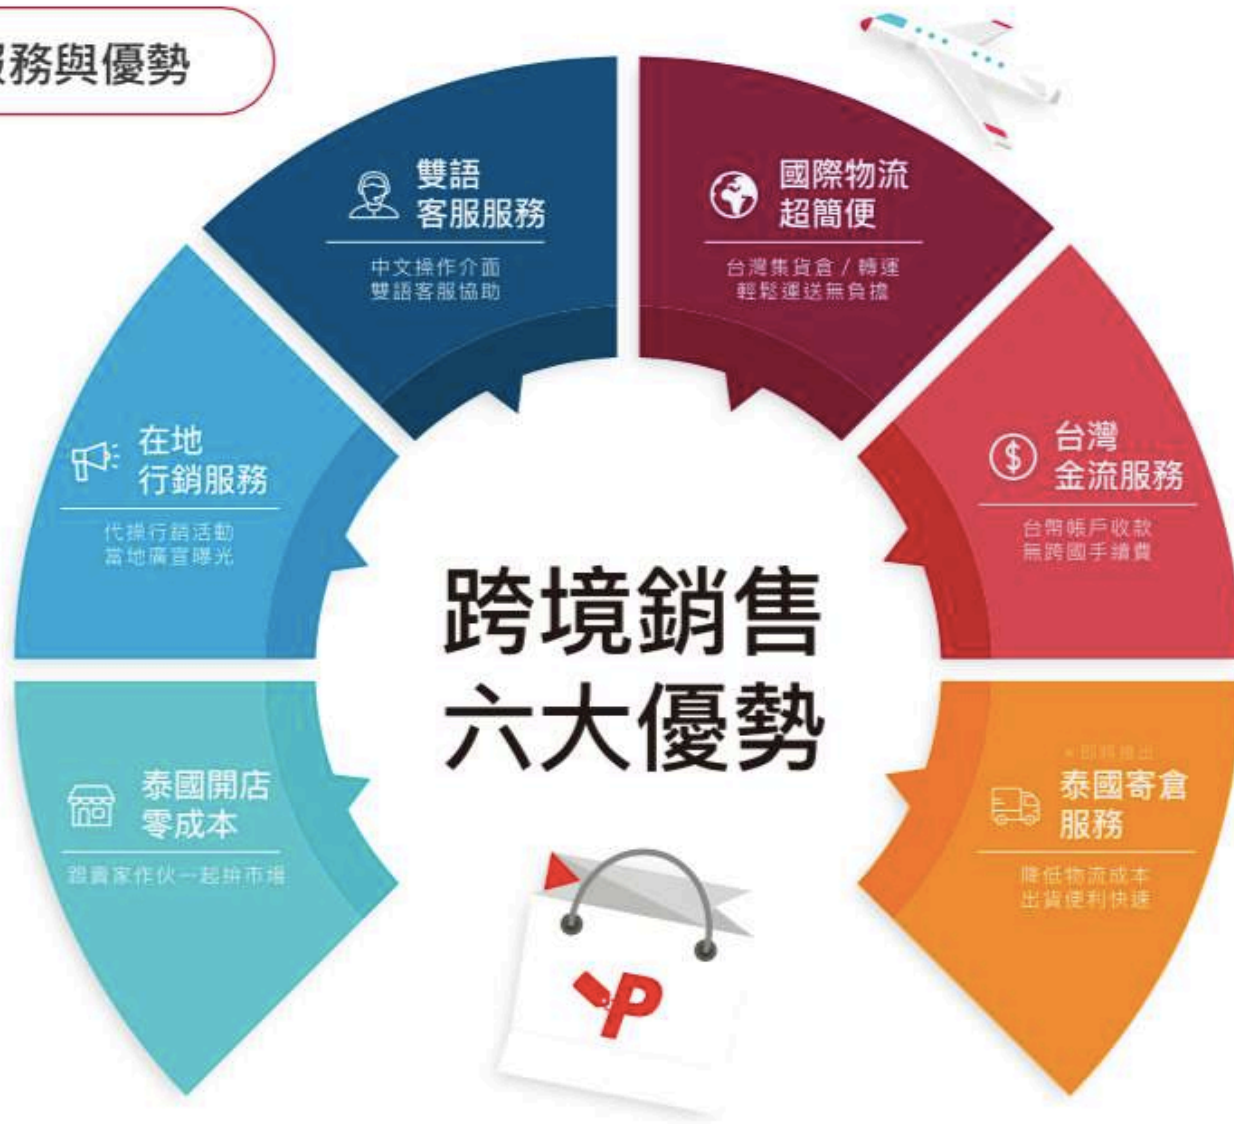 服務與優勢
雙語
客服服務
中文操作介面
雙語客服協助
國際物流
超簡便
台灣集貨倉 / 轉運
輕鬆運送無負擔
在地
行銷服務
代操行銷活動
當地廣宣曝光
台灣
金流服務
台幣帳戶收款
無跨國手續費
跨境銷售
六大優勢
泰國開店
零成本
跟賣家作伙一起拚市場
*即將推出
泰國寄倉
服務
降低物流成本
出貨便利快速
P